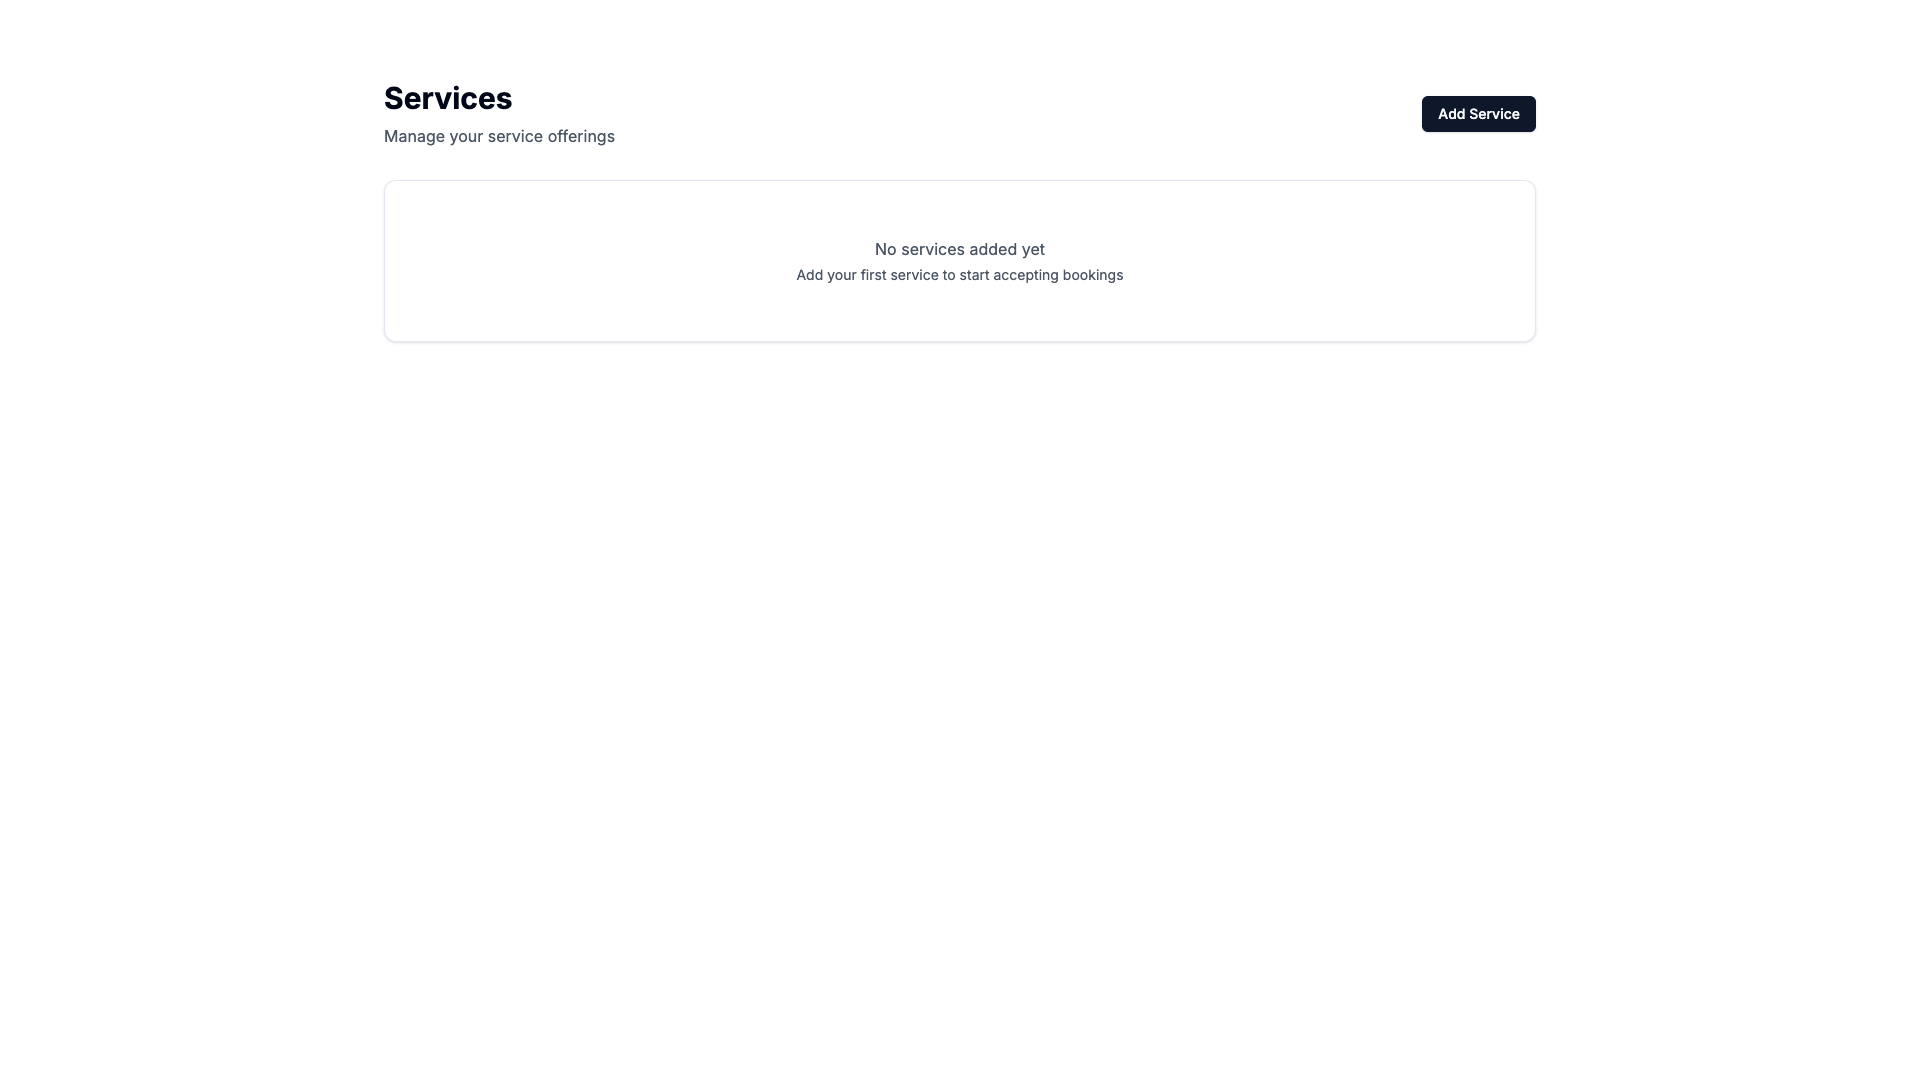 Services
Manage your service offerings
Add Service
No services added yet
Add your first service to start accepting bookings